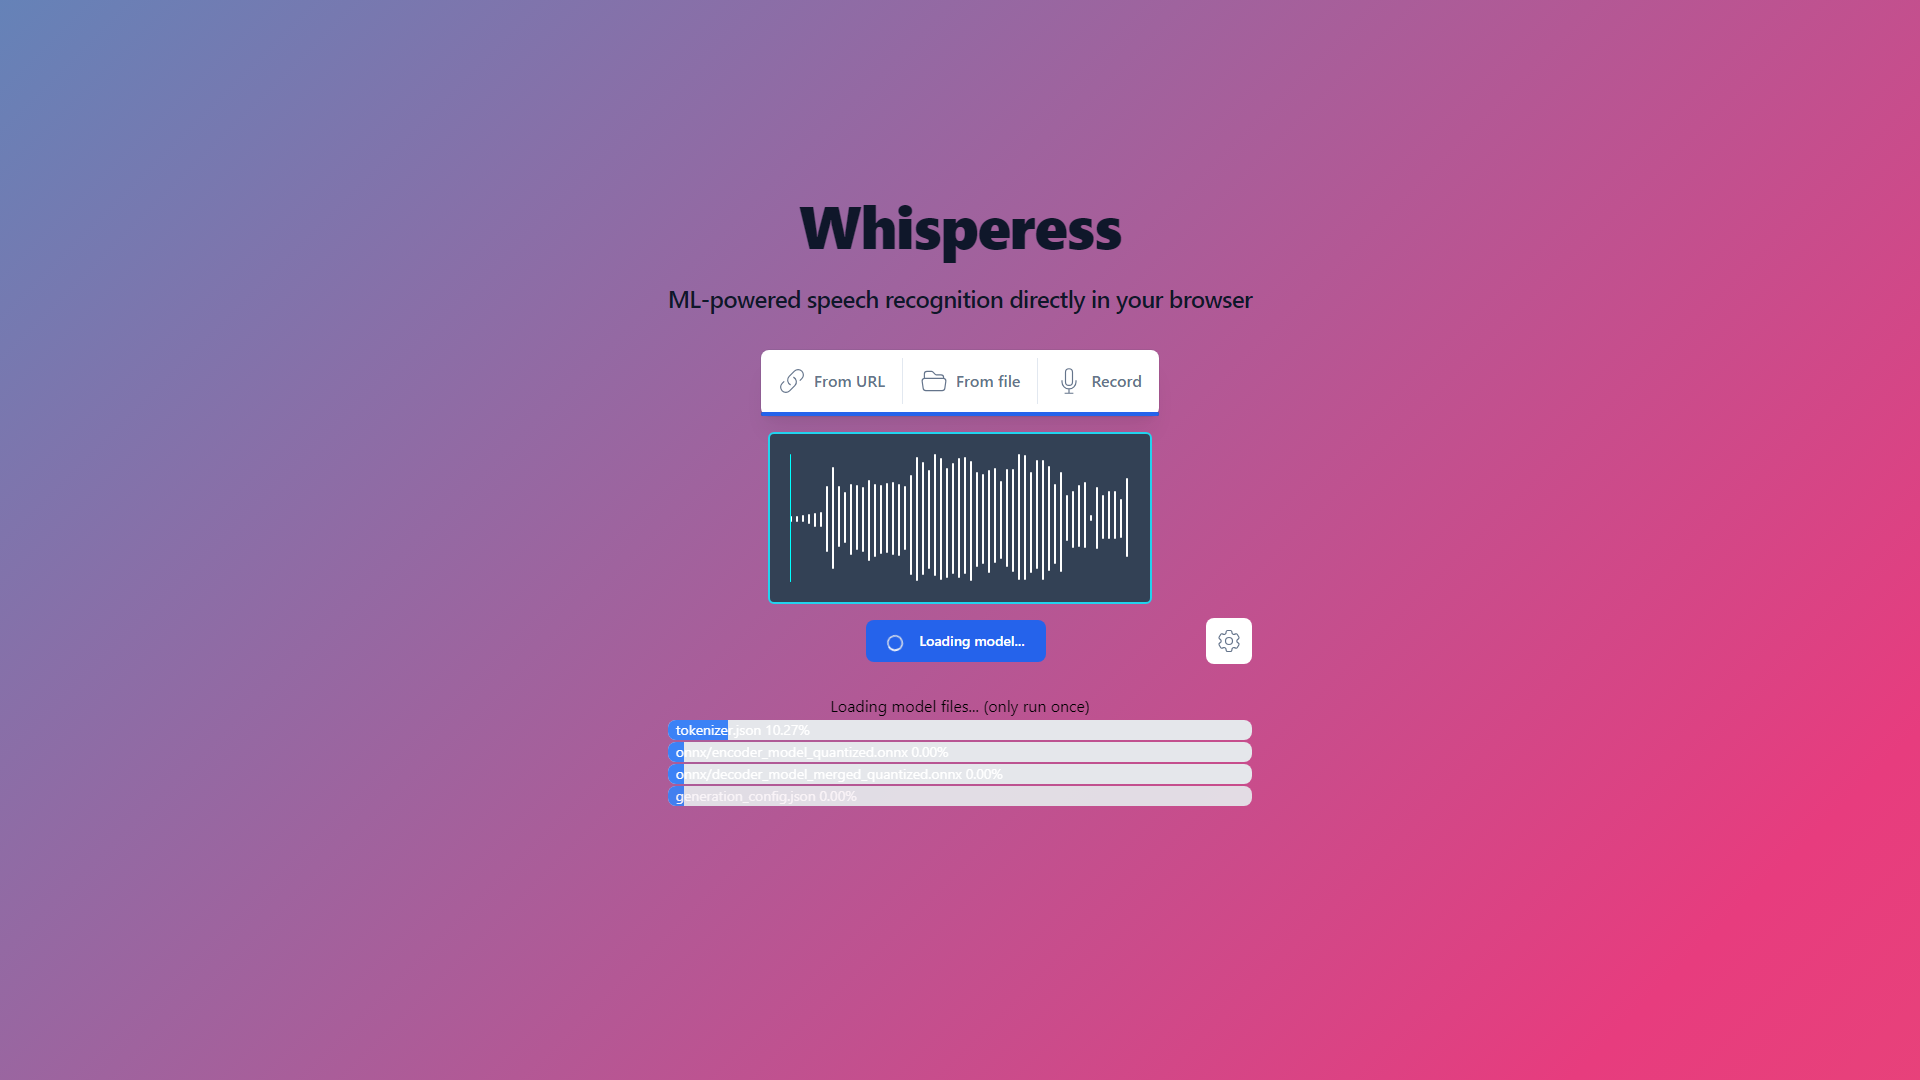 Whisperess
ML-powered speech recognition directly in your browser
From URL
From file
Record
Loading model...
Loading model files... (only run once)
tokenizer.json 10.27%
onnx/encoder_model_quantized.onnx 0.00%
onnx/decoder_model_merged_quantized.onnx 0.00%
generation_config.json 0.00%